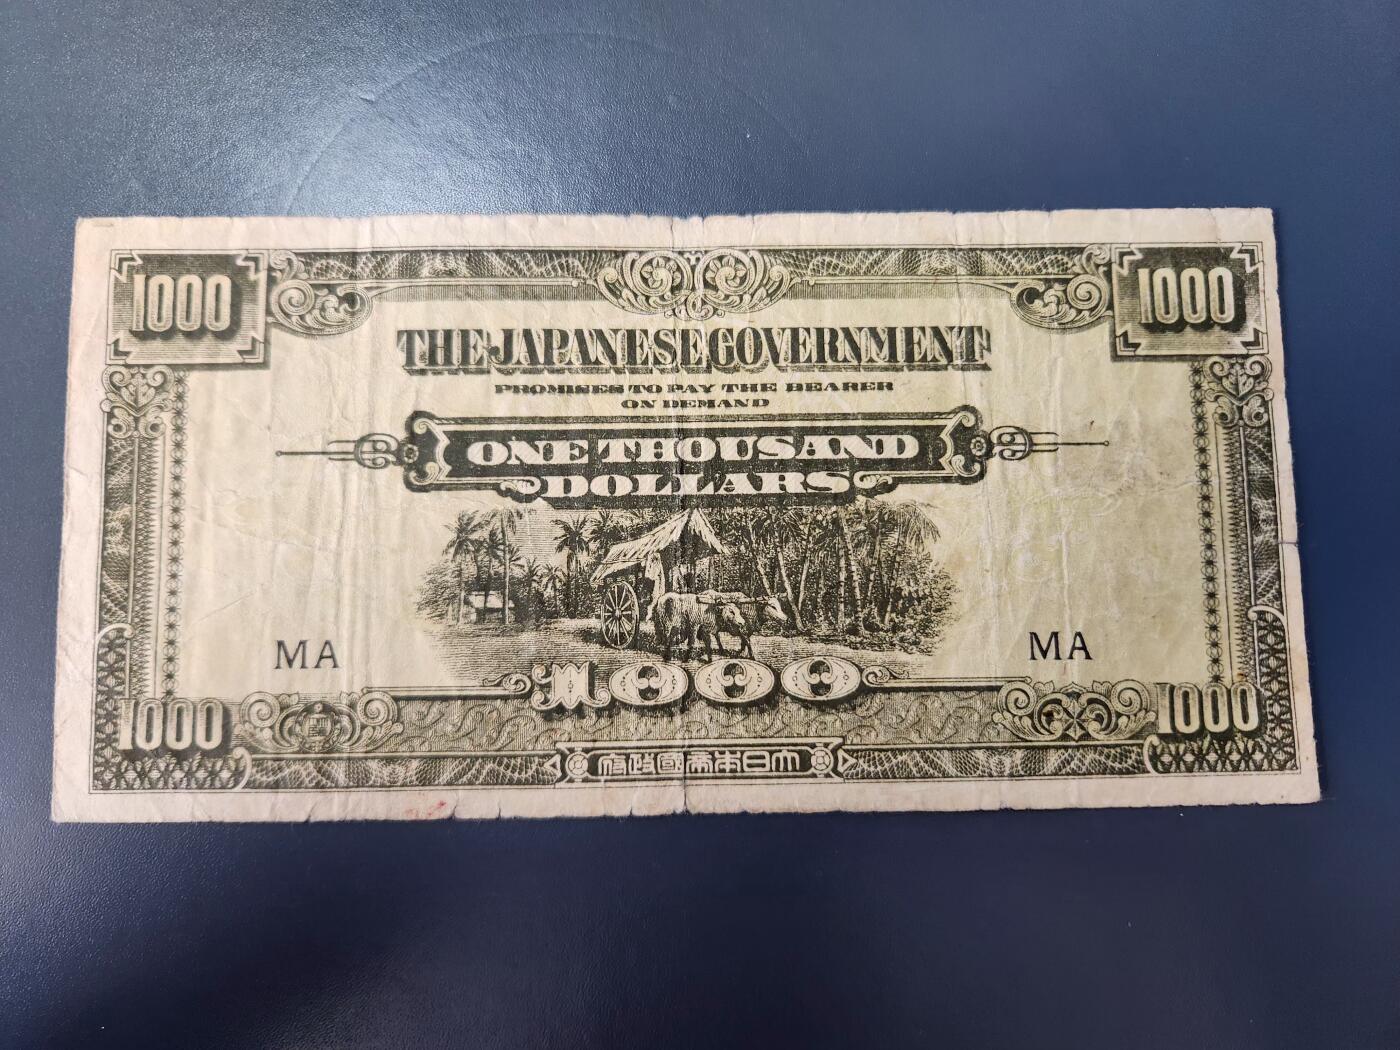 1000 1000
THE JAPANESE GOVERNMENT
PROMISES TO PAY THE BEARER
ON DEMAND
ONE THOUSAND
DOLLARS
MA MA
1000
1000 1000
府政國帝本日大